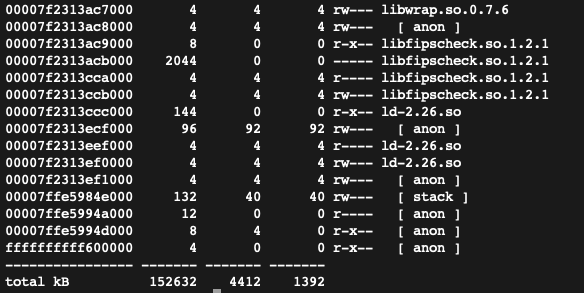 00007f2313ac7000 4 4 4 rw--- libwrap.so.0.7.6
00007f2313ac8000 4 4 4 rw--- [ anon ]
00007f2313ac9000 8 0 0 r-x-- libfipscheck.so.1.2.1
00007f2313acb000 2044 0 0 ----- libfipscheck.so.1.2.1
00007f2313cca000 4 4 4 r---- libfipscheck.so.1.2.1
00007f2313ccb000 4 4 4 rw--- libfipscheck.so.1.2.1
00007f2313ccc000 144 0 0 r-x-- ld-2.26.so
00007f2313ecf000 96 92 92 rw--- [ anon ]
00007f2313eef000 4 4 4 r---- ld-2.26.so
00007f2313ef0000 4 4 4 rw--- ld-2.26.so
00007f2313ef1000 4 4 4 rw--- [ anon ]
00007ffe5984e000 132 40 40 rw--- [ stack ]
00007ffe5994a000 12 0 0 r---- [ anon ]
00007ffe5994d000 8 4 0 r-x-- [ anon ]
ffffffffff600000 4 0 0 r-x-- [ anon ]
---------------- ------- ------- -------
total kB 152632 4412 1392